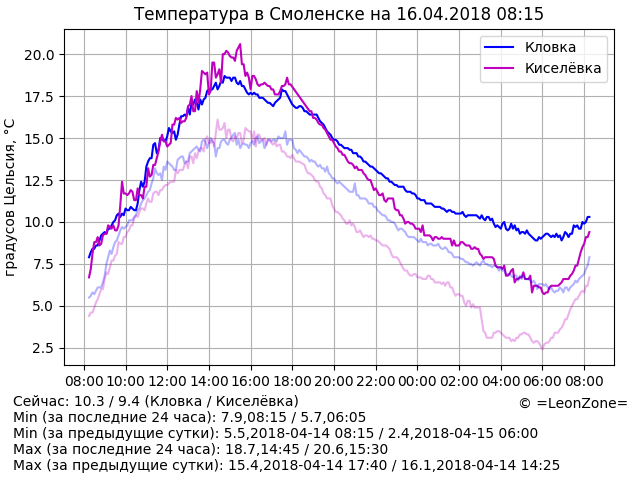 Температура в Смоленске на 16.04.2018 08:15
градусов Цельсия, °C
20.0
17.5
15.0
12.5
10.0
7.5
5.0
2.5
Кловка
Киселёвка
08:00 10:00 12:00 14:00 16:00 18:00 20:00 22:00 00:00 02:00 04:00 06:00 08:00
Сейчас: 10.3 / 9.4 (Кловка / Киселёвка)
© =LeonZone=
Min (за последние 24 часа): 7.9,08:15 / 5.7,06:05
Min (за предыдущие сутки): 5.5,2018-04-14 08:15 / 2.4,2018-04-15 06:00
Max (за последние 24 часа): 18.7,14:45 / 20.6,15:30
Max (за предыдущие сутки): 15.4,2018-04-14 17:40 / 16.1,2018-04-14 14:25